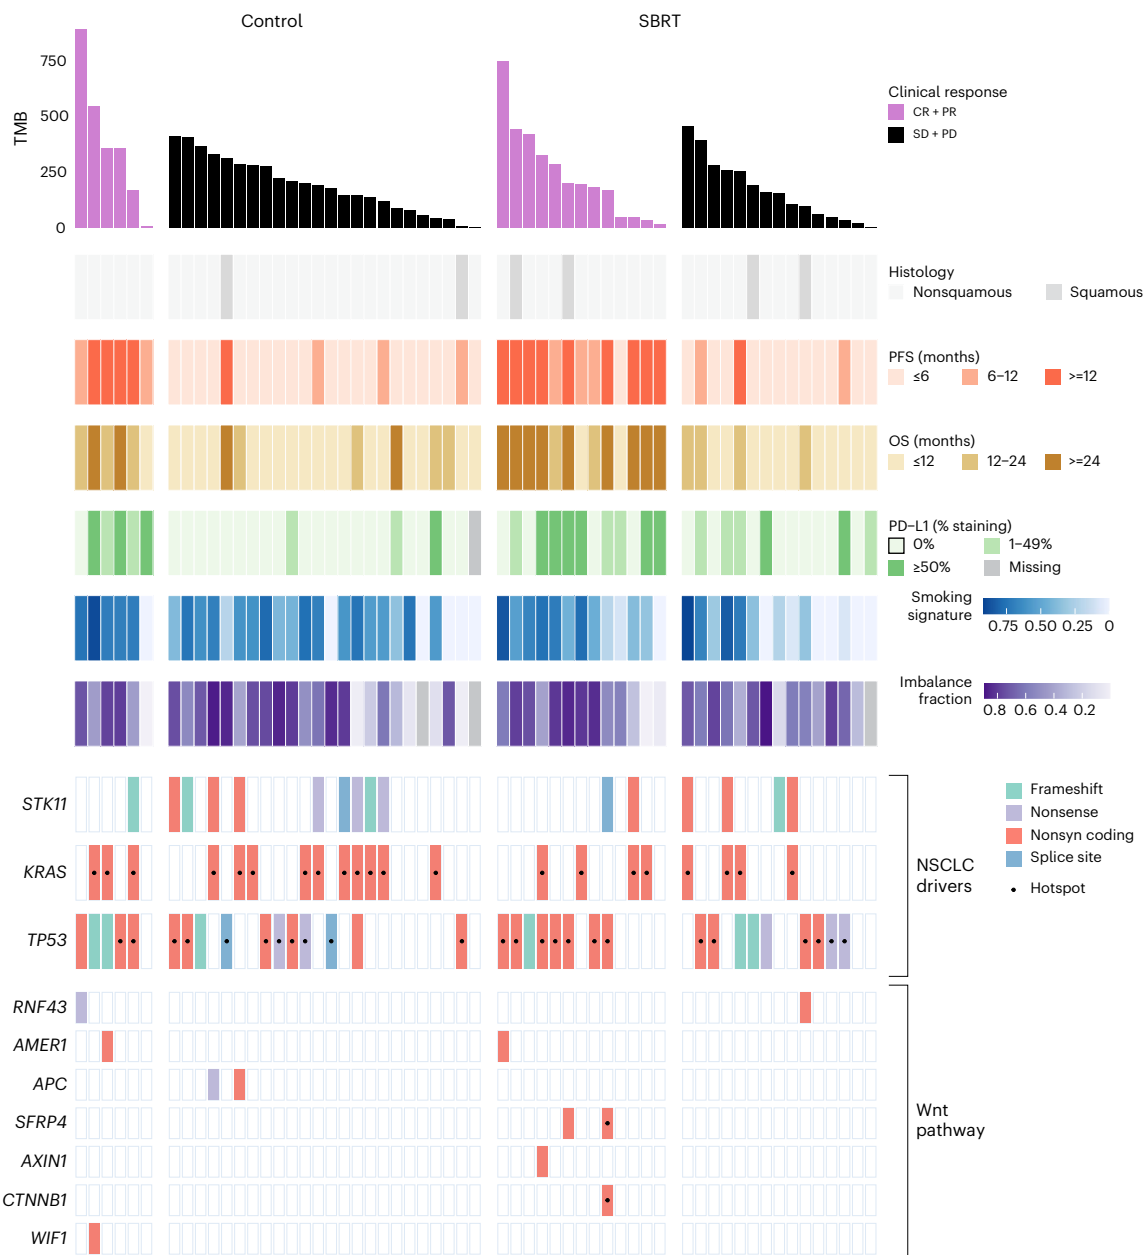 Control
SBRT
TMB
750
500
250
0
Clinical response
CR + PR
SD + PD
Histology
Nonsquamous
Squamous
PFS (months)
≤6
6–12
>=12
OS (months)
≤12
12–24
>=24
PD–L1 (% staining)
0%
1–49%
≥50%
Missing
Smoking
signature
0.75 0.50 0.25 0
Imbalance
fraction
0.8 0.6 0.4 0.2
STK11
KRAS
TP53
NSCLC
drivers
Frameshift
Nonsense
Nonsyn coding
Splice site
Hotspot
RNF43
AMER1
APC
SFRP4
AXIN1
CTNNB1
WIF1
Wnt
pathway